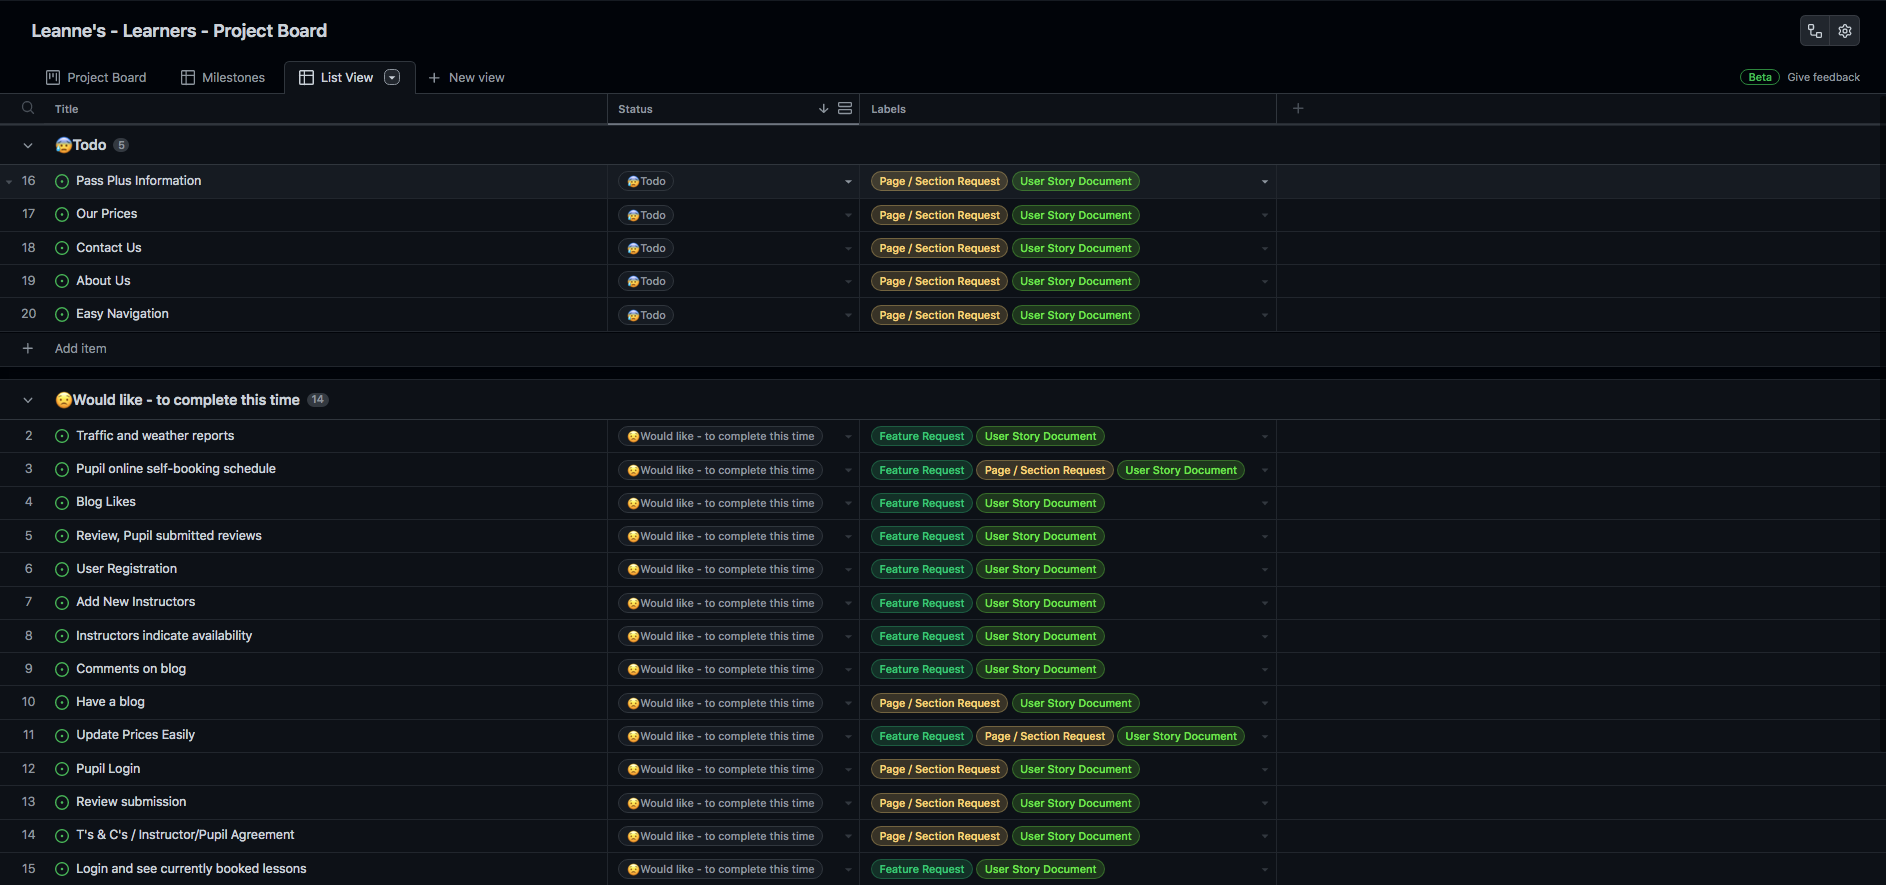 Leanne's - Learners - Project Board
Project Board Milestones List View New view
Beta Give feedback
Title Status Labels
😰Todo 5
16 Pass Plus Information 😰Todo Page / Section Request User Story Document
17 Our Prices 😰Todo Page / Section Request User Story Document
18 Contact Us 😰Todo Page / Section Request User Story Document
19 About Us 😰Todo Page / Section Request User Story Document
20 Easy Navigation 😰Todo Page / Section Request User Story Document
Add item
😟Would like - to complete this time 14
2 Traffic and weather reports 😟Would like - to complete this time Feature Request User Story Document
3 Pupil online self-booking schedule 😟Would like - to complete this time Feature Request Page / Section Request User Story Document
4 Blog Likes 😟Would like - to complete this time Feature Request User Story Document
5 Review, Pupil submitted reviews 😟Would like - to complete this time Feature Request User Story Document
6 User Registration 😟Would like - to complete this time Feature Request User Story Document
7 Add New Instructors 😟Would like - to complete this time Feature Request User Story Document
8 Instructors indicate availability 😟Would like - to complete this time Feature Request User Story Document
9 Comments on blog 😟Would like - to complete this time Feature Request User Story Document
10 Have a blog 😟Would like - to complete this time Page / Section Request User Story Document
11 Update Prices Easily 😟Would like - to complete this time Feature Request Page / Section Request User Story Document
12 Pupil Login 😟Would like - to complete this time Page / Section Request User Story Document
13 Review submission 😟Would like - to complete this time Page / Section Request User Story Document
14 T's & C's / Instructor/Pupil Agreement 😟Would like - to complete this time Page / Section Request User Story Document
15 Login and see currently booked lessons 😟Would like - to complete this time Feature Request User Story Document